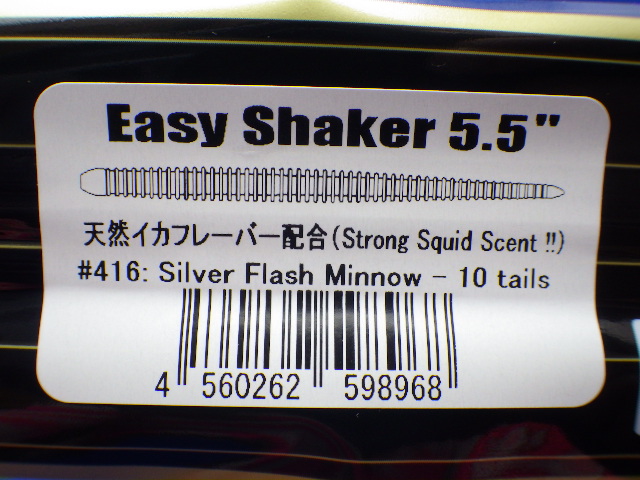 Easy Shaker 5.5"
天然イカフレーバー配合(Strong Squid Scent !!)
#416: Silver Flash Minnow - 10 tails
4 560262 598968